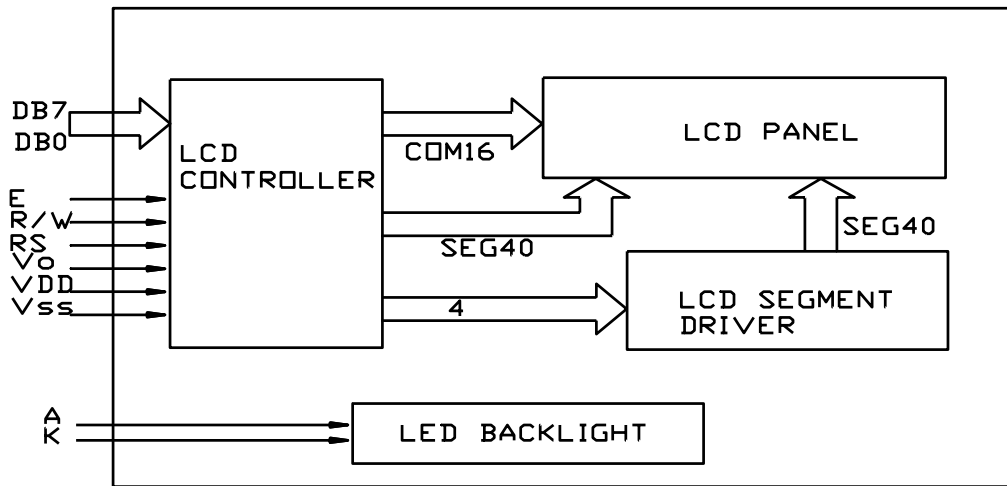 DB7
DB0
E
R/W
RS
Vo
VDD
Vss
LCD
CONTROLLER
COM16
SEG40
4
LCD PANEL
SEG40
LCD SEGMENT
DRIVER
A
K
LED BACKLIGHT